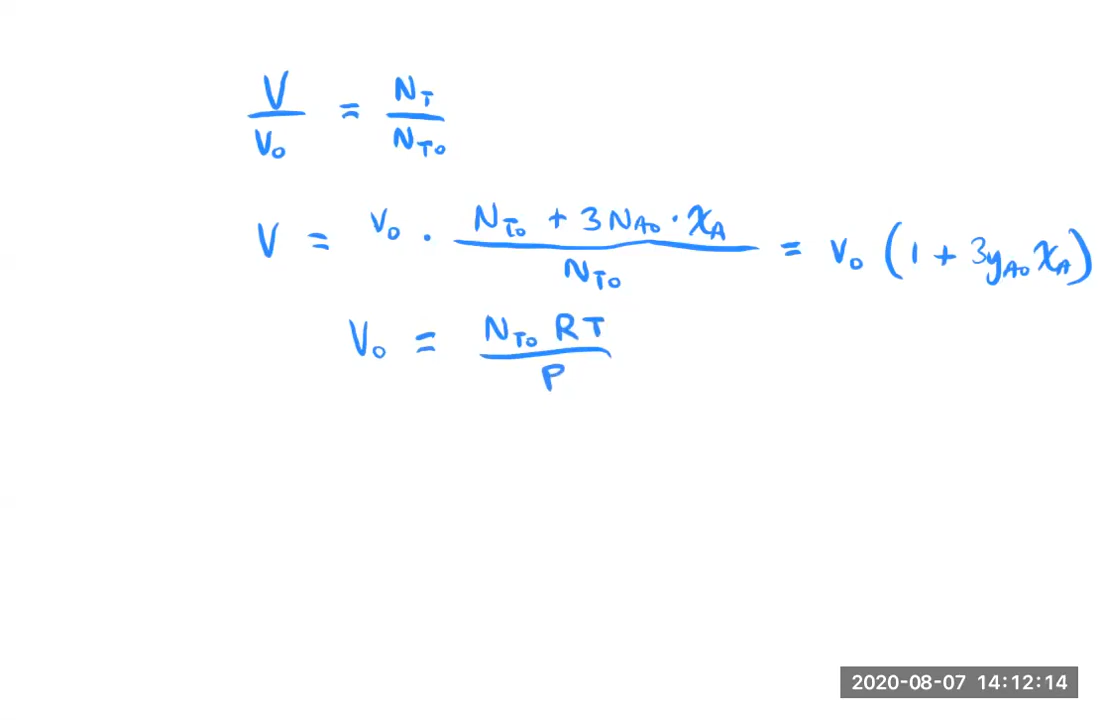 V/V₀ = N_T/N_T₀
V = V₀ · (N_T₀ + 3N_A₀ · X_A)/N_T₀ = V₀ (1 + 3y_A₀ X_A)
V₀ = N_T₀ RT/P
2020-08-07 14:12:14